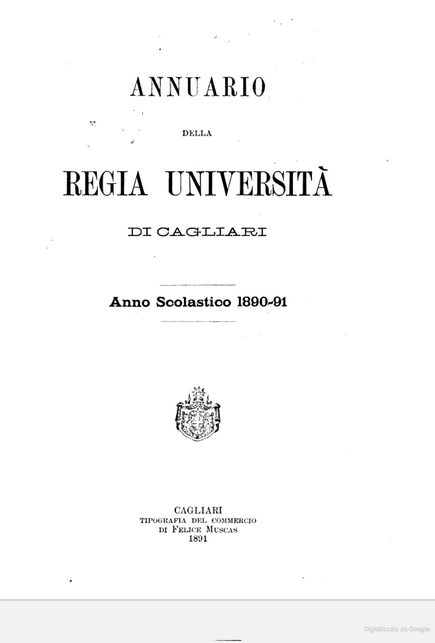 ANNUARIO
DELLA
REGIA UNIVERSITÀ
DI CAGLIARI
Anno Scolastico 1890-91
CAGLIARI
TIPOGRAFIA DEL COMMERCIO
DI FELICE MUSCAS
1891
Digitalizzato da Google